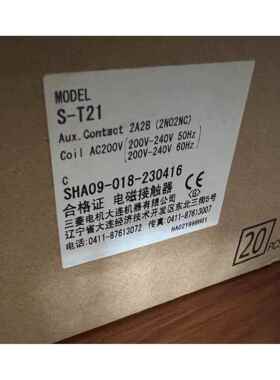 MODEL
S-T21
Aux.Contact 2A2B (2NO2NC)
Coil AC200V [200V-240V 50Hz
200V-240V 60Hz]
C
SHA09-018-230416
合格证 电磁接触器
三菱电机大连机器有限公司
辽宁省大连经济技术开发区东北三街5号
电话:0411-87613072 传真:0411-87613007
CE
20